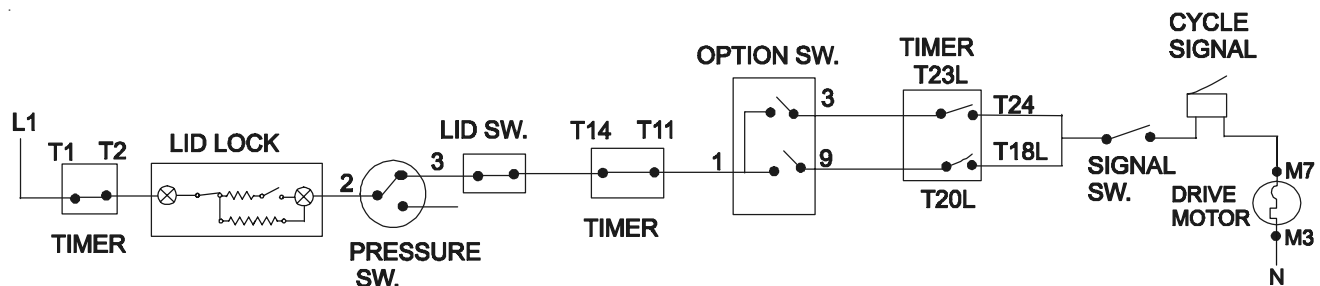 L1
T1
T2
TIMER
LID LOCK
2
PRESSURE
SW.
3
LID SW.
T14
T11
TIMER
OPTION SW.
1
3
9
TIMER
T23L
T24
T18L
T20L
SIGNAL
SW.
CYCLE
SIGNAL
M7
DRIVE
MOTOR
M3
N